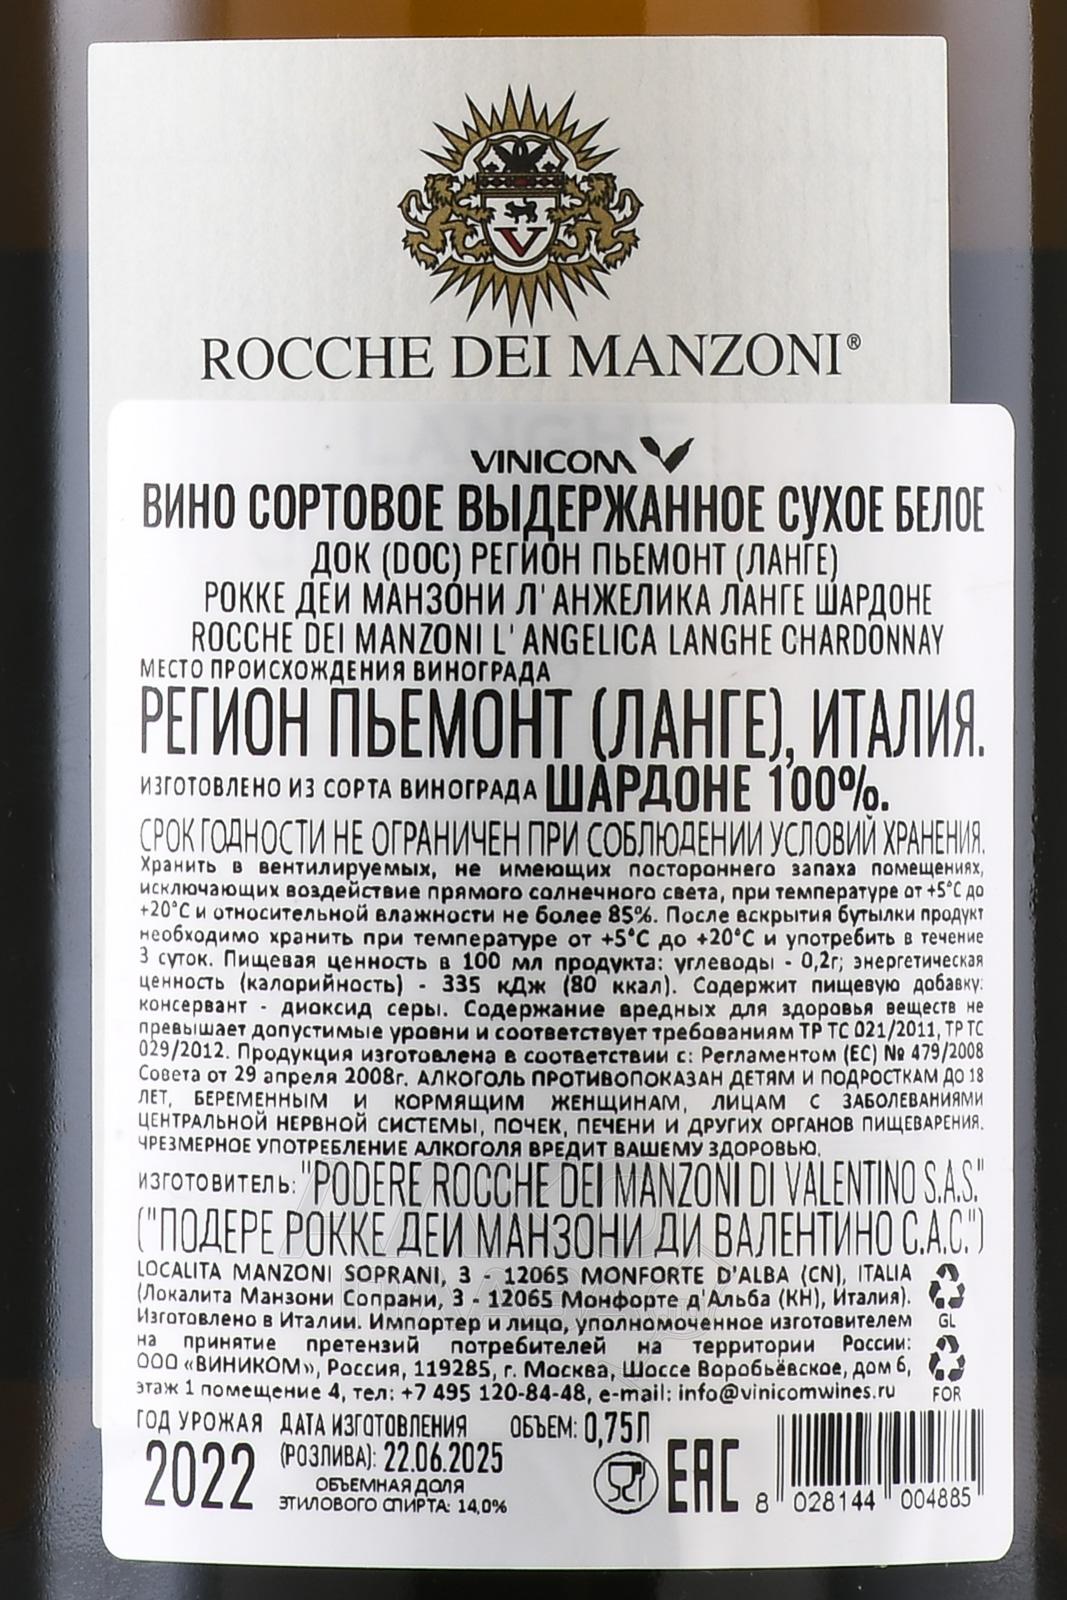 V
ROCCHE DEI MANZONI®
VINICOM
ВИНО СОРТОВОЕ ВЫДЕРЖАННОЕ СУХОЕ БЕЛОЕ
ДОК (DOC) РЕГИОН ПЬЕМОНТ (ЛАНГЕ)
РОККЕ ДЕИ МАНЗОНИ Л' АНЖЕЛИКА ЛАНГЕ ШАРДОНЕ
ROCCHE DEI MANZONI L' ANGELICA LANGHE CHARDONNAY
МЕСТО ПРОИСХОЖДЕНИЯ ВИНОГРАДА
РЕГИОН ПЬЕМОНТ (ЛАНГЕ), ИТАЛИЯ.
ИЗГОТОВЛЕНО ИЗ СОРТА ВИНОГРАДА ШАРДОНЕ 100%.
СРОК ГОДНОСТИ НЕ ОГРАНИЧЕН ПРИ СОБЛЮДЕНИИ УСЛОВИЙ ХРАНЕНИЯ.
Хранить в вентилируемых, не имеющих постороннего запаха помещениях,
исключающих воздействие прямого солнечного света, при температуре от +5°С до
+20°С и относительной влажности не более 85%. После вскрытия бутылки продукт
необходимо хранить при температуре от +5°С до +20°С и употребить в течение
3 суток. Пищевая ценность в 100 мл продукта: углеводы - 0,2г; энергетическая
ценность (калорийность) - 335 кДж (80 ккал). Содержит пищевую добавку:
консервант - диоксид серы. Содержание вредных для здоровья веществ не
превышает допустимые уровни и соответствует требованиям ТР ТС 021/2011, ТР ТС
029/2012. Продукция изготовлена в соответствии с: Регламентом (ЕС) № 479/2008
Совета от 29 апреля 2008г. АЛКОГОЛЬ ПРОТИВОПОКАЗАН ДЕТЯМ И ПОДРОСТКАМ ДО 18
ЛЕТ, БЕРЕМЕННЫМ И КОРМЯЩИМ ЖЕНЩИНАМ, ЛИЦАМ С ЗАБОЛЕВАНИЯМИ
ЦЕНТРАЛЬНОЙ НЕРВНОЙ СИСТЕМЫ, ПОЧЕК, ПЕЧЕНИ И ДРУГИХ ОРГАНОВ ПИЩЕВАРЕНИЯ.
ЧРЕЗМЕРНОЕ УПОТРЕБЛЕНИЕ АЛКОГОЛЯ ВРЕДИТ ВАШЕМУ ЗДОРОВЬЮ.
ИЗГОТОВИТЕЛЬ: "PODERE ROCCHE DEI MANZONI DI VALENTINO S.A.S."
("ПОДЕРЕ РОККЕ ДЕИ МАНЗОНИ ДИ ВАЛЕНТИНО С.А.С.")
LOCALITA MANZONI SOPRANI, 3 - 12065 MONFORTE D'ALBA (CN), ITALIA
(Локалита Манзони Сопрани, 3 - 12065 Монфорте д'Альба (КН), Италия).
Изготовлено в Италии. Импортер и лицо, уполномоченное изготовителем
на принятие претензий потребителей на территории России:
ООО «ВИНИКОМ», Россия, 119285, г. Москва, Шоссе Воробьёвское, дом 6,
этаж 1 помещение 4, тел: +7 495 120-84-48, e-mail: info@vinicomwines.ru
GL
FOR
ГОД УРОЖАЯ
2022
ДАТА ИЗГОТОВЛЕНИЯ
(РОЗЛИВА): 22.06.2025
ОБЪЕМ: 0,75Л
ОБЪЕМНАЯ ДОЛЯ
ЭТИЛОВОГО СПИРТА: 14,0%
EAC
8 028144 004885